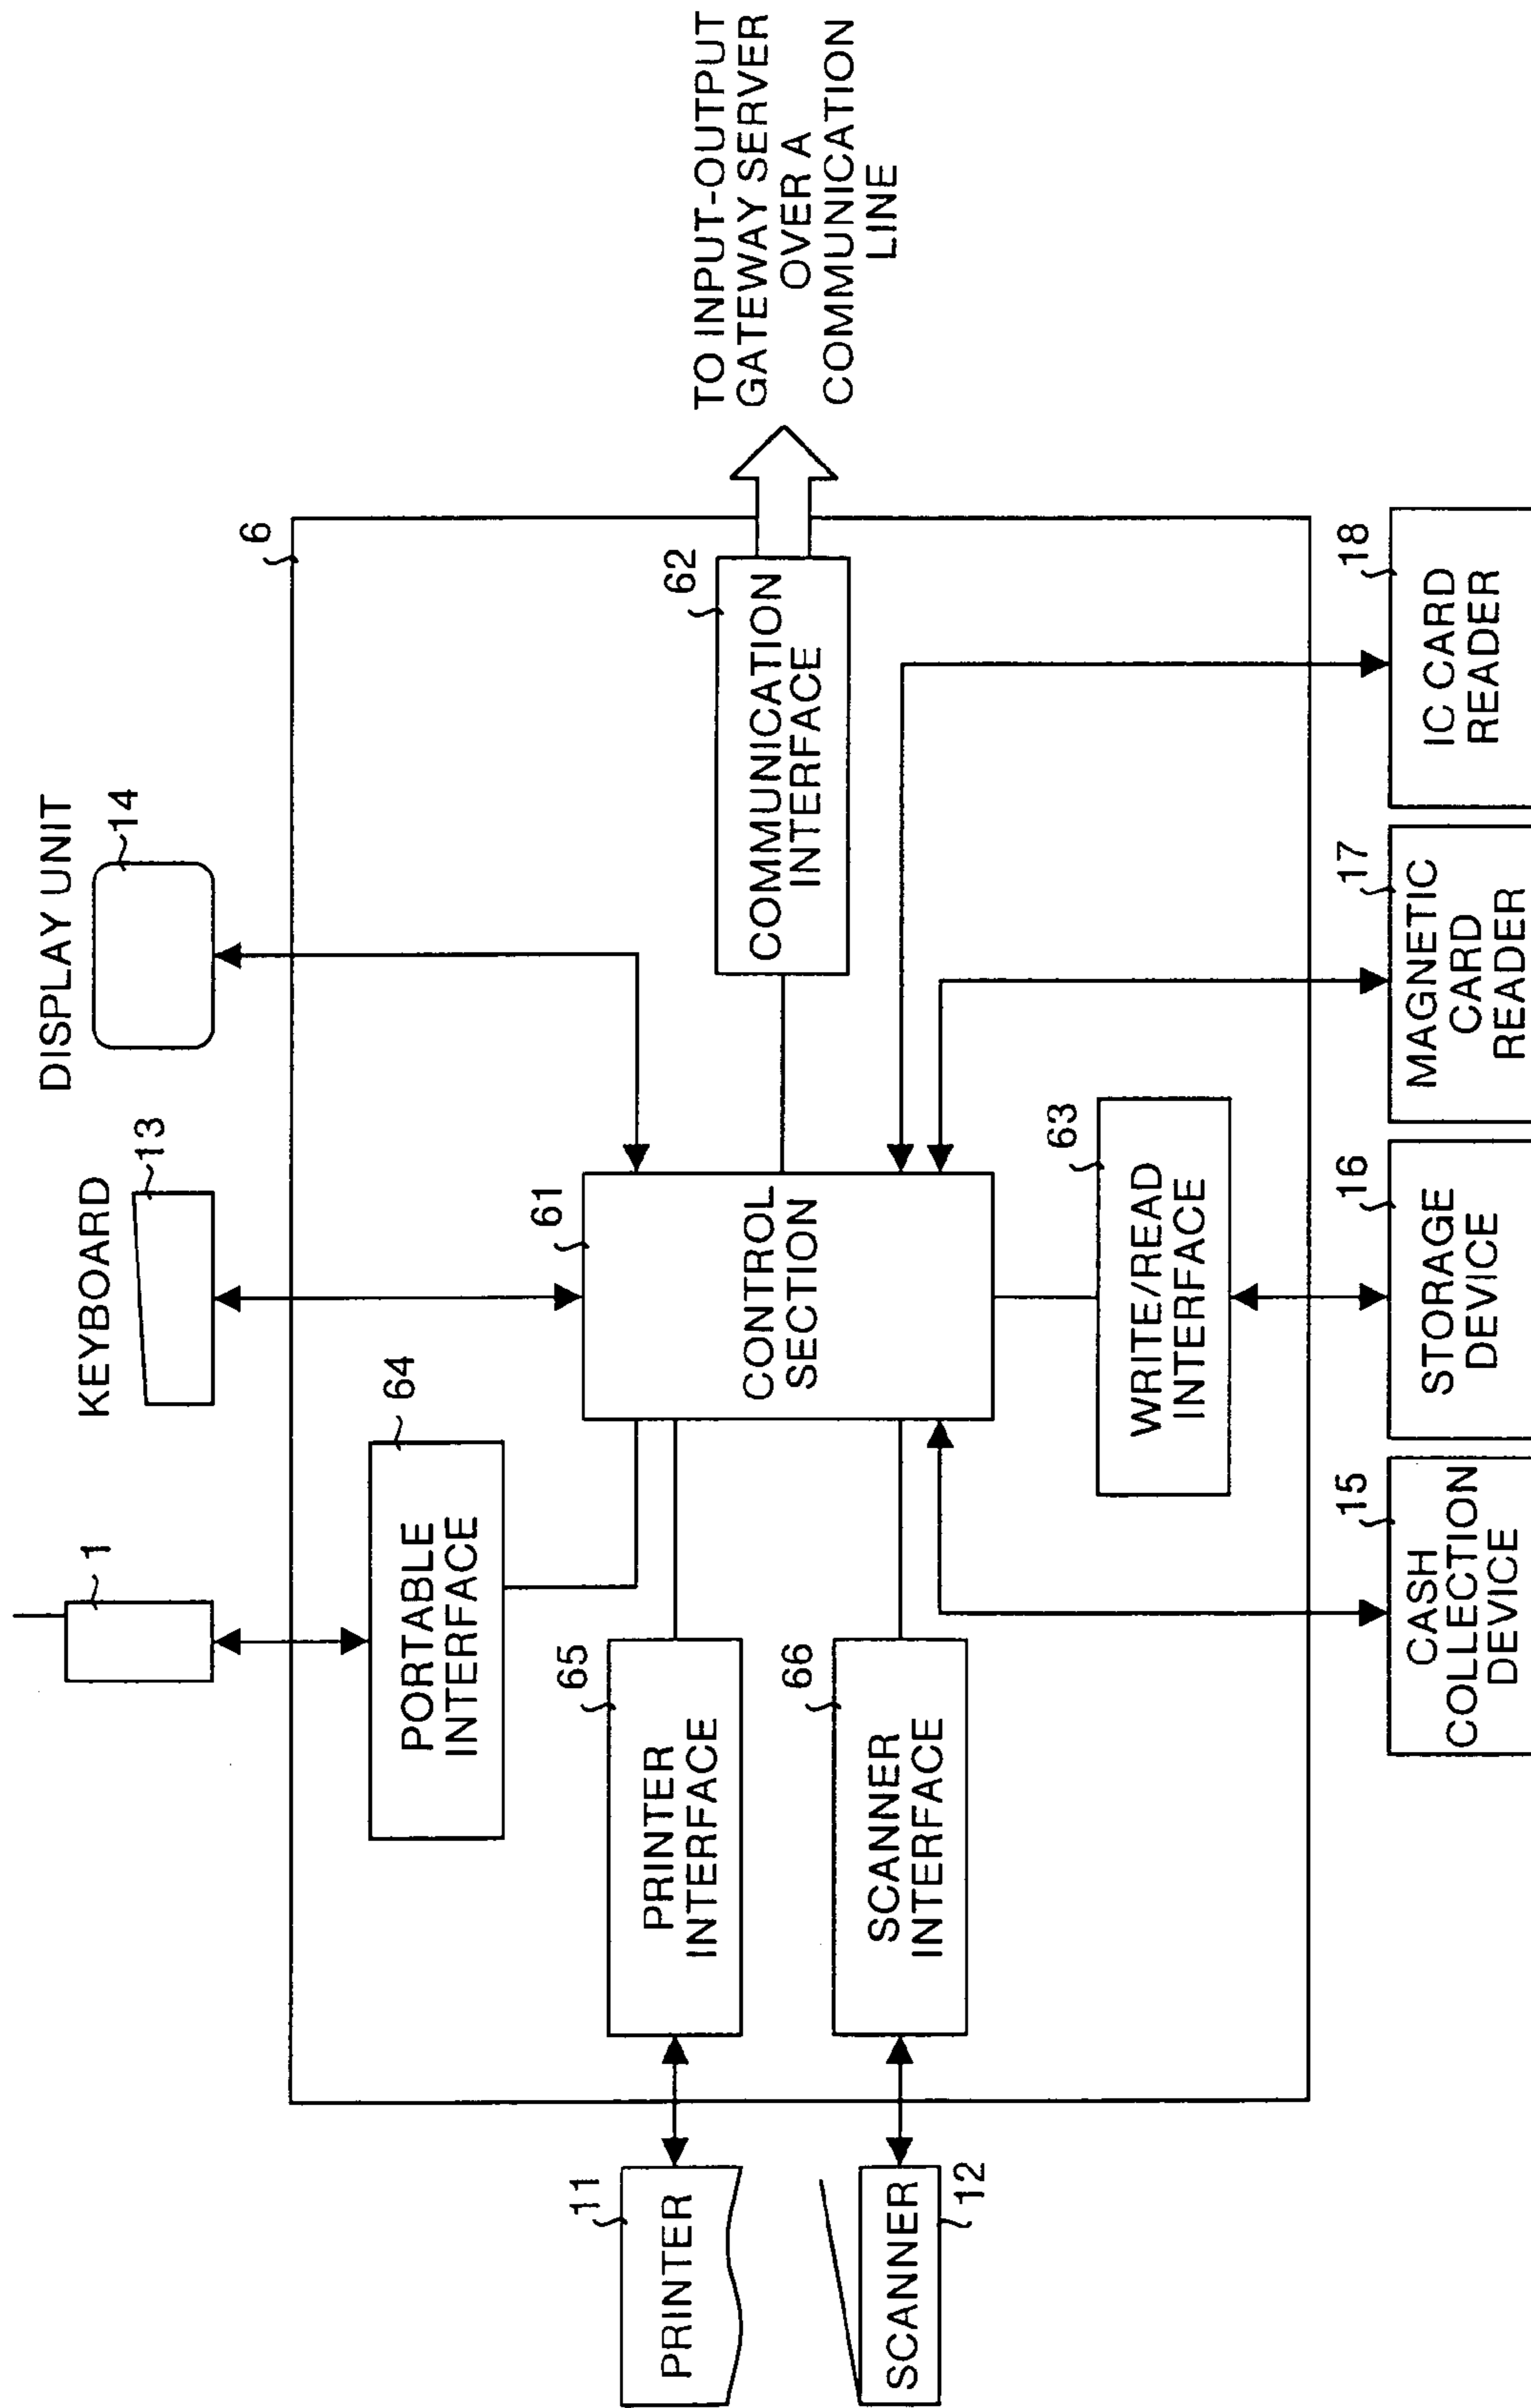 DISPLAY UNIT
14
KEYBOARD
13
1
6
64
PORTABLE
INTERFACE
61
CONTROL
SECTION
62
COMMUNICATION
INTERFACE
TO INPUT-OUTPUT
GATEWAY SERVER
OVER A
COMMUNICATION
LINE
65
PRINTER
INTERFACE
11
PRINTER
66
SCANNER
INTERFACE
SCANNER
12
63
WRITE/READ
INTERFACE
15
CASH
COLLECTION
DEVICE
16
STORAGE
DEVICE
17
MAGNETIC
CARD
READER
18
IC CARD
READER